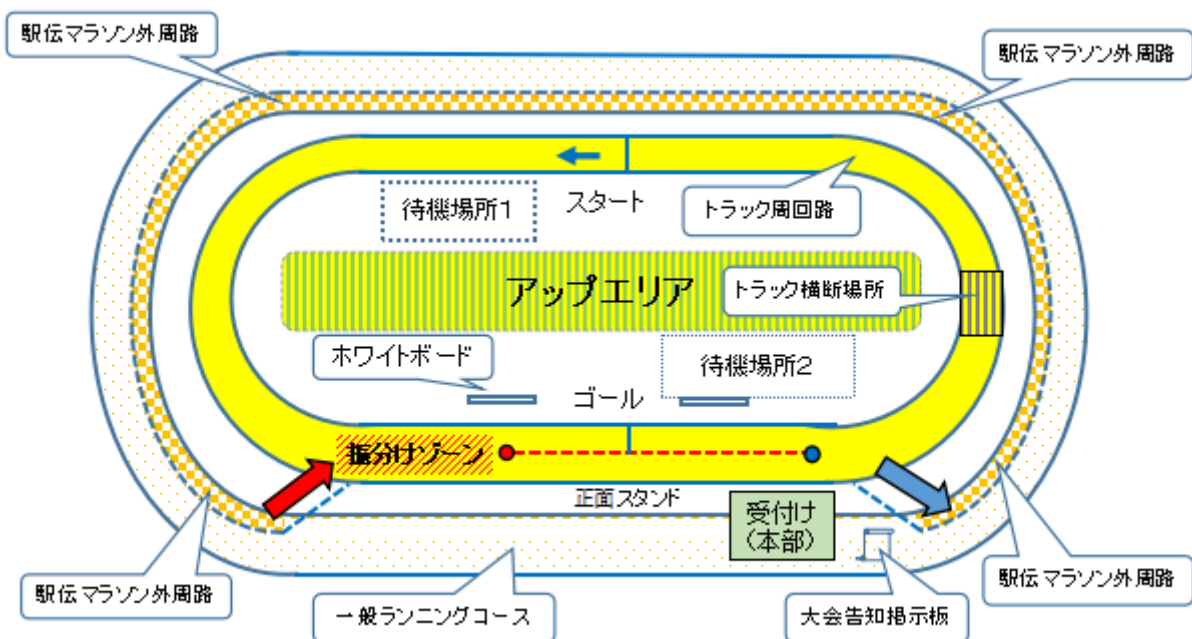 駅伝マラソン外周路
駅伝マラソン外周路
スタート
待機場所1
トラック周回路
アップエリア
トラック横断場所
ホワイトボード
待機場所2
ゴール
振分けゾーン
正面スタンド
受付け
(本部)
駅伝マラソン外周路
一般ランニングコース
大会告知掲示板
駅伝マラソン外周路